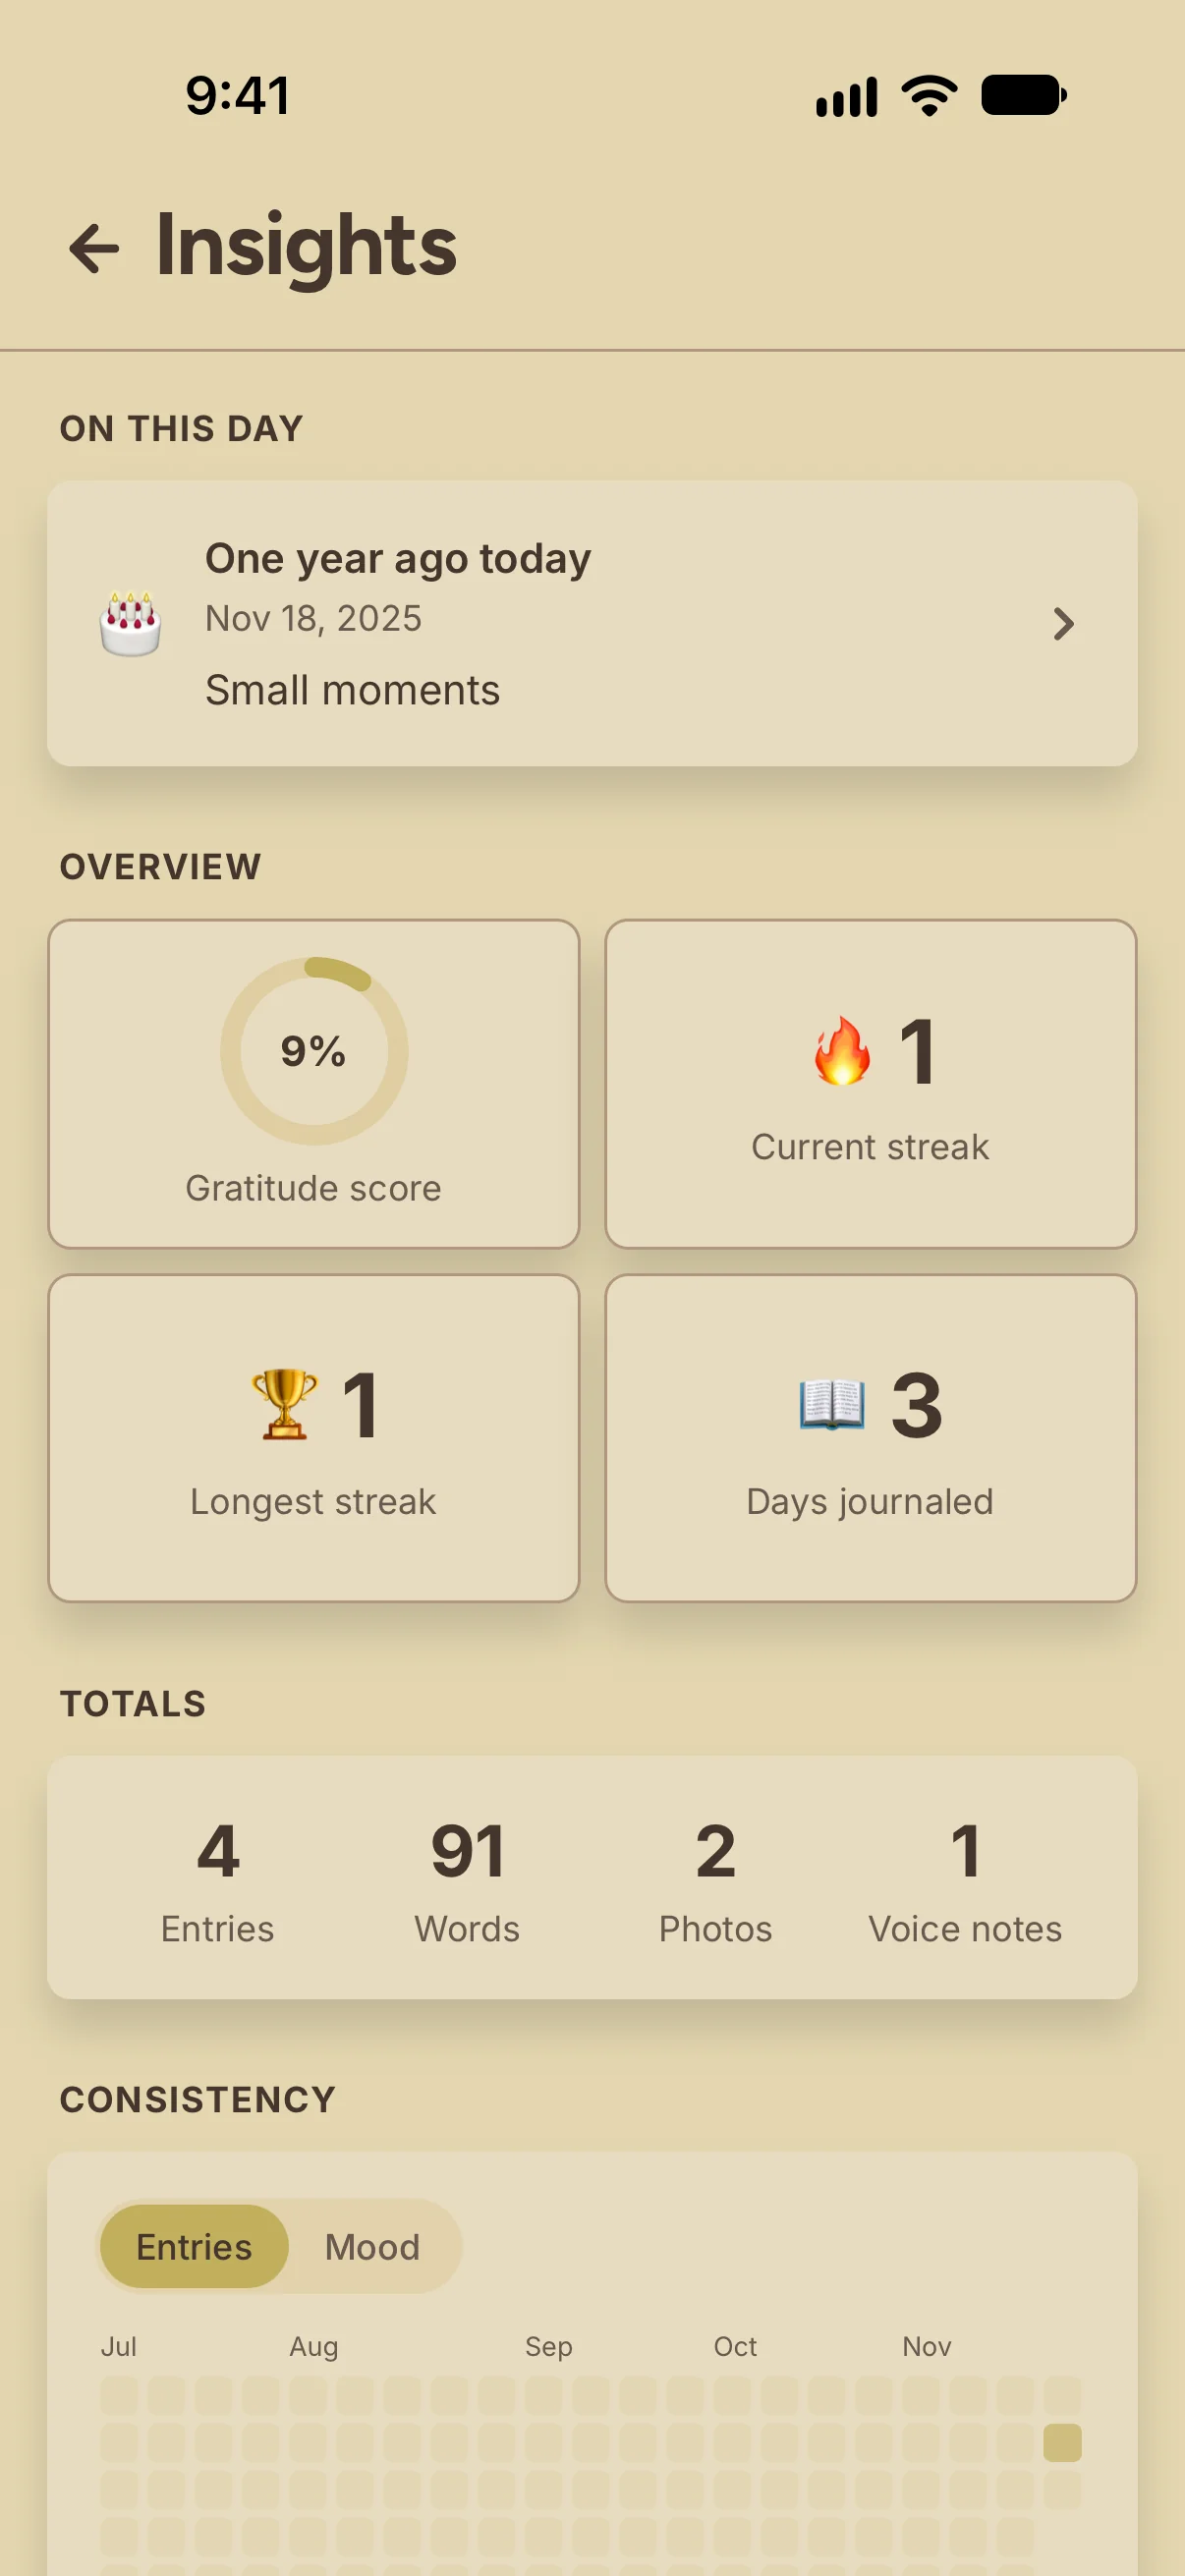 9:41
Insights
ON THIS DAY
One year ago today
Nov 18, 2025
Small moments
OVERVIEW
9%
Gratitude score
1
Current streak
1
Longest streak
3
Days journaled
TOTALS
4 91 2 1
Entries Words Photos Voice notes
CONSISTENCY
Entries Mood
Jul Aug Sep Oct Nov